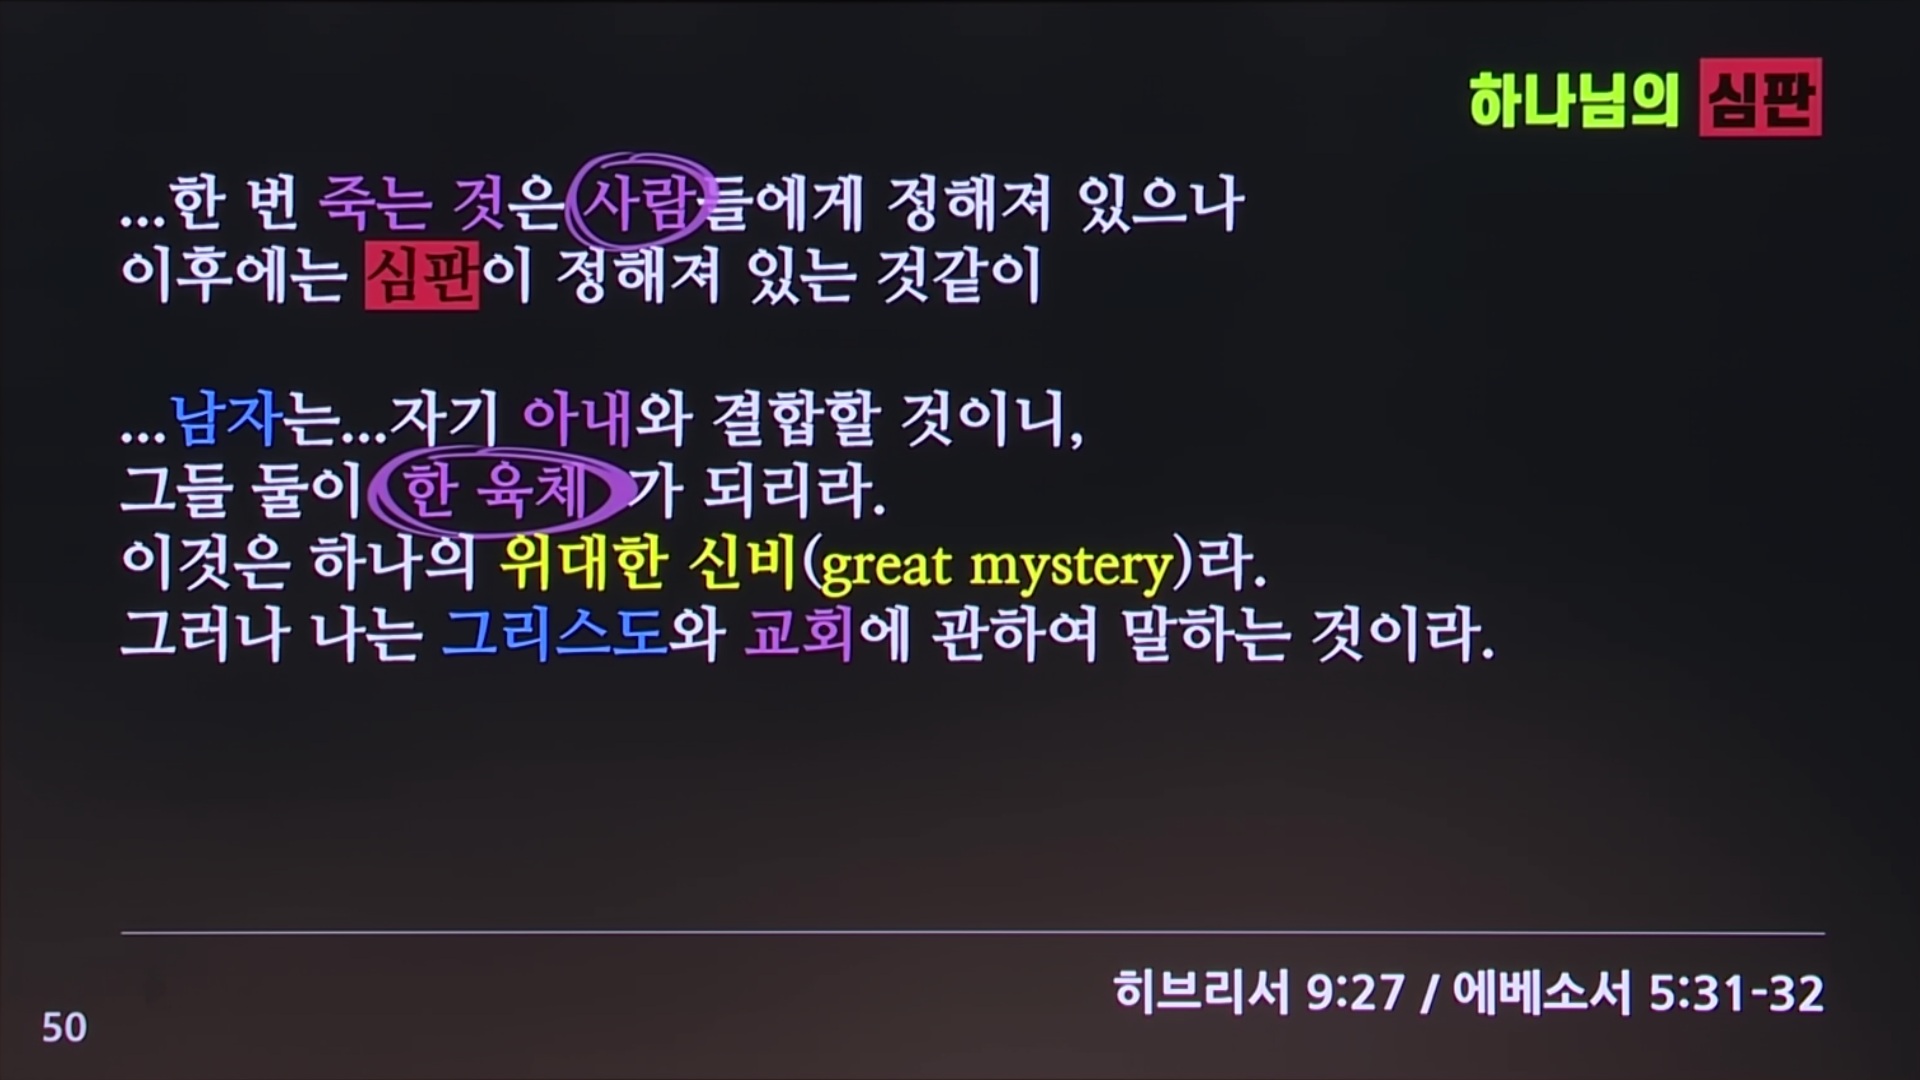 하나님의 심판
...한 번 죽는 것은 사람들에게 정해져 있으나
이후에는 심판이 정해져 있는 것같이
...남자는...자기 아내와 결합할 것이니,
그들 둘이 한 육체가 되리라.
이것은 하나의 위대한 신비(great mystery)라.
그러나 나는 그리스도와 교회에 관하여 말하는 것이라.
히브리서 9:27 / 에베소서 5:31-32
50